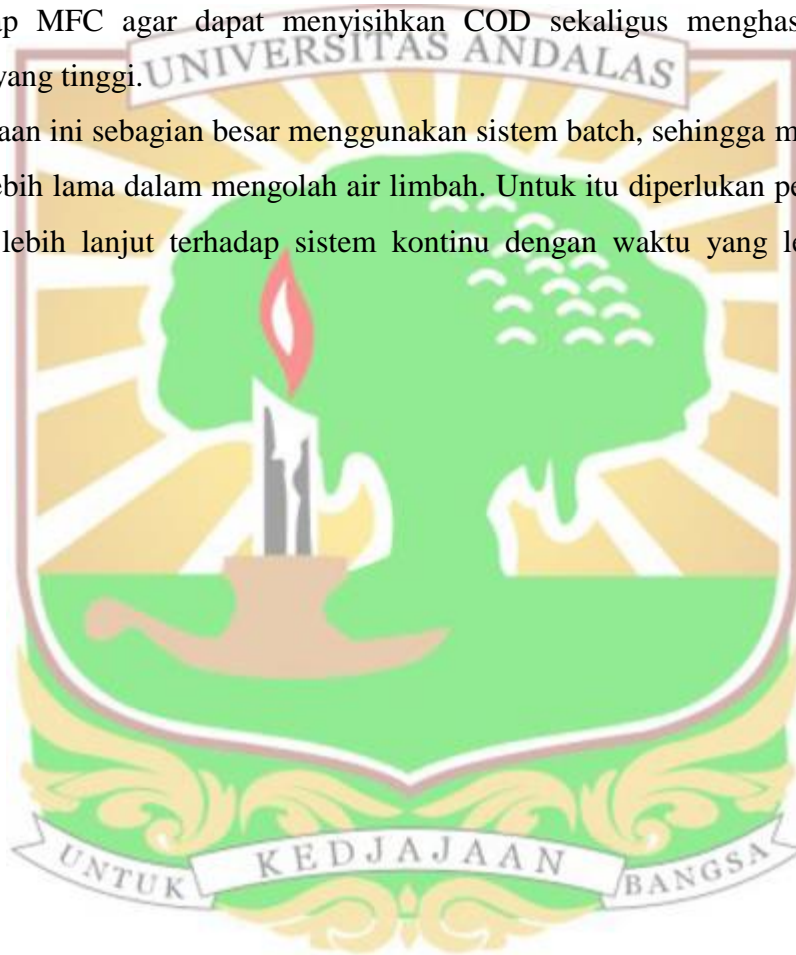 ap MFC agar dapat menyisihkan COD sekaligus menghas
UNIVERSITAS ANDALAS
yang tinggi.
aan ini sebagian besar menggunakan sistem batch, sehingga m
ebih lama dalam mengolah air limbah. Untuk itu diperlukan pe
lebih lanjut terhadap sistem kontinu dengan waktu yang le
UNTUK KEDJAJAAN BANGSA